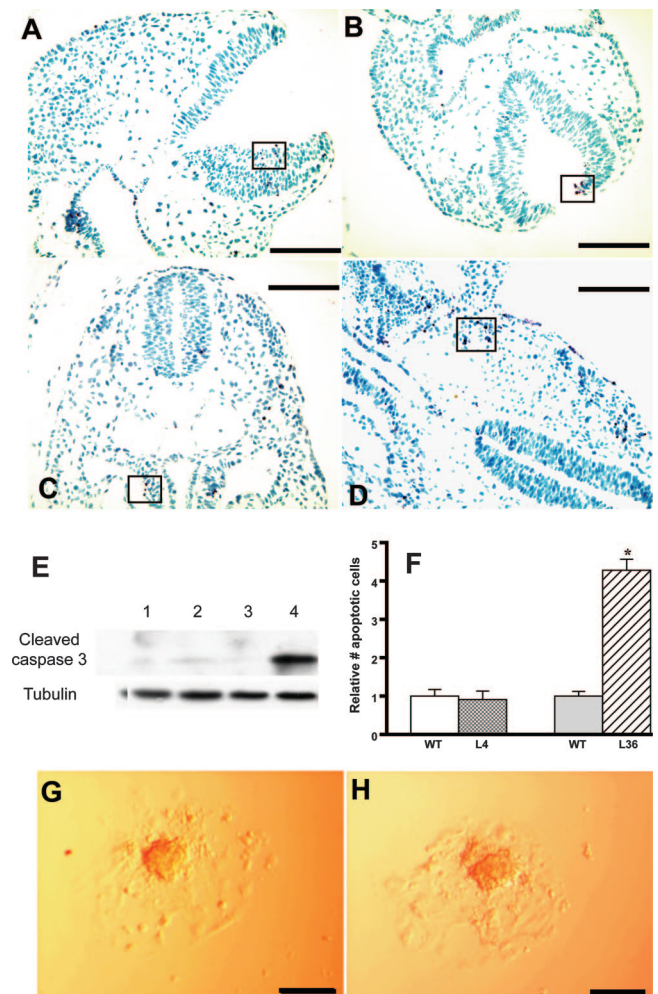 A
B
C
D
E
1 2 3 4
Cleaved
caspase 3
Tubulin
F
Relative # apoptotic cells
5
4
3
2
1
0
*
WT L4 WT L36
G
H